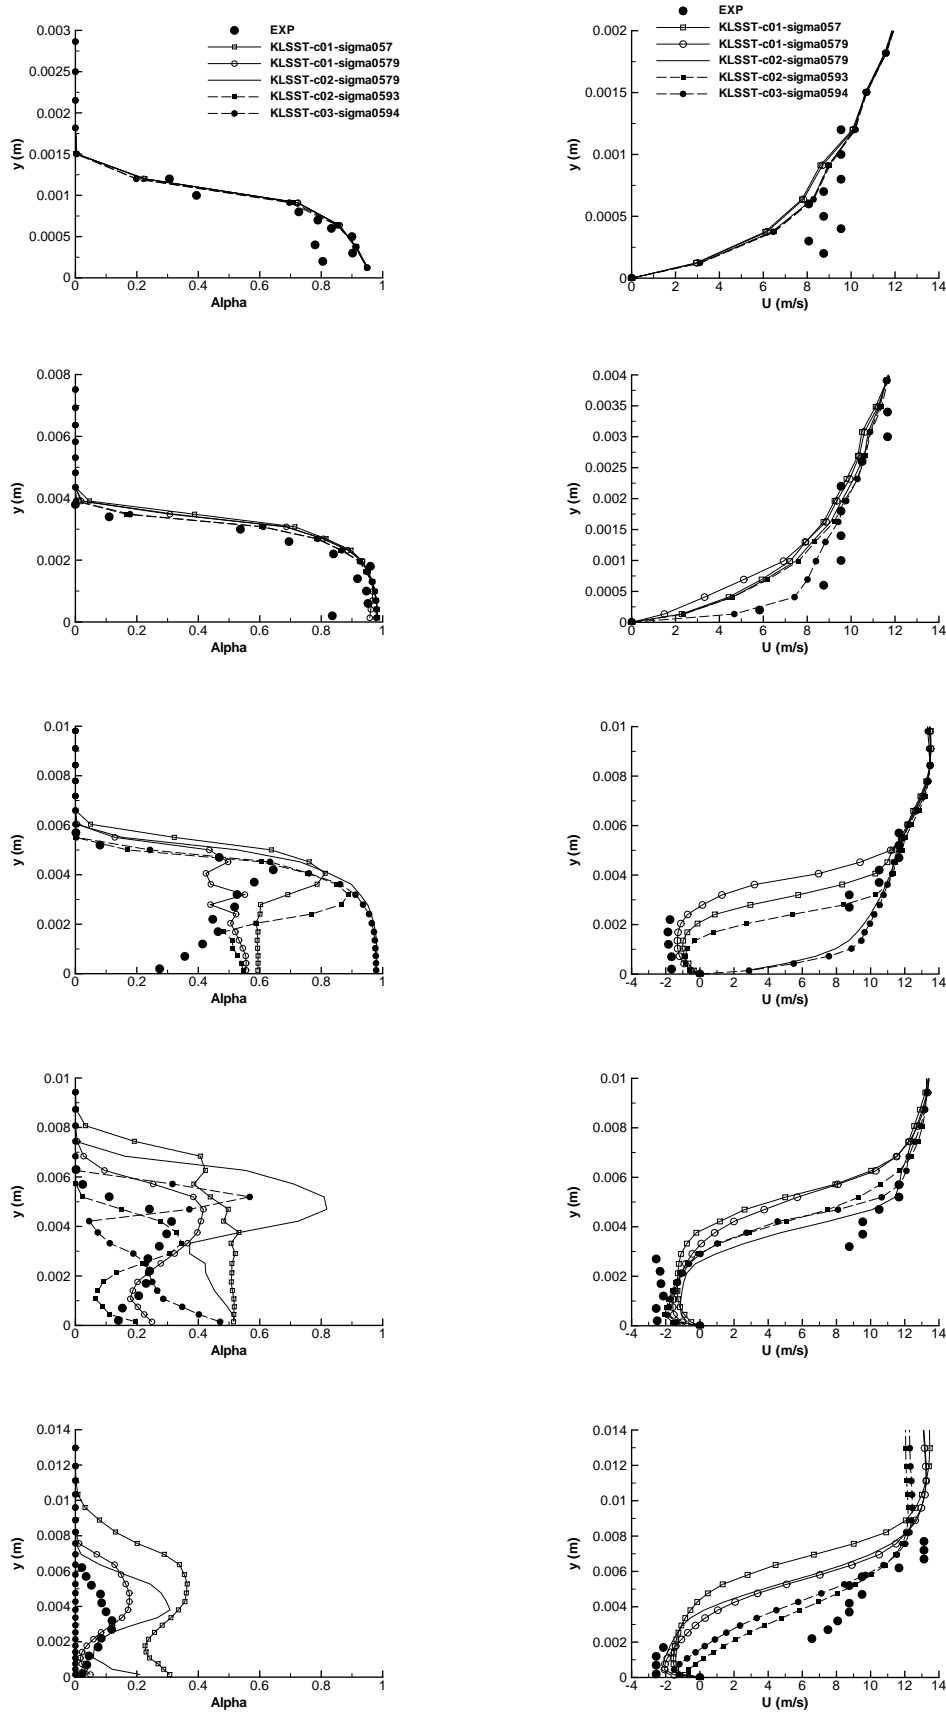 EXP
KLSST-c01-sigma057
KLSST-c01-sigma0579
KLSST-c02-sigma0579
KLSST-c02-sigma0593
KLSST-c03-sigma0594
y (m)
0.003
0.0025
0.002
0.0015
0.001
0.0005
0
0 0.2 0.4 0.6 0.8 1
Alpha
EXP
KLSST-c01-sigma057
KLSST-c01-sigma0579
KLSST-c02-sigma0579
KLSST-c02-sigma0593
KLSST-c03-sigma0594
y (m)
0.002
0.0015
0.001
0.0005
0
0 2 4 6 8 10 12 14
U (m/s)
y (m)
0.008
0.006
0.004
0.002
0
0 0.2 0.4 0.6 0.8 1
Alpha
y (m)
0.004
0.0035
0.003
0.0025
0.002
0.0015
0.001
0.0005
0
0 2 4 6 8 10 12 14
U (m/s)
y (m)
0.01
0.008
0.006
0.004
0.002
0
0 0.2 0.4 0.6 0.8 1
Alpha
y (m)
0.01
0.008
0.006
0.004
0.002
0
-4 -2 0 2 4 6 8 10 12 14
U (m/s)
y (m)
0.01
0.008
0.006
0.004
0.002
0
0 0.2 0.4 0.6 0.8 1
Alpha
y (m)
0.01
0.008
0.006
0.004
0.002
0
-4 -2 0 2 4 6 8 10 12 14
U (m/s)
y (m)
0.014
0.012
0.01
0.008
0.006
0.004
0.002
0
0 0.2 0.4 0.6 0.8 1
Alpha
y (m)
0.014
0.012
0.01
0.008
0.006
0.004
0.002
0
-4 -2 0 2 4 6 8 10 12 14
U (m/s)